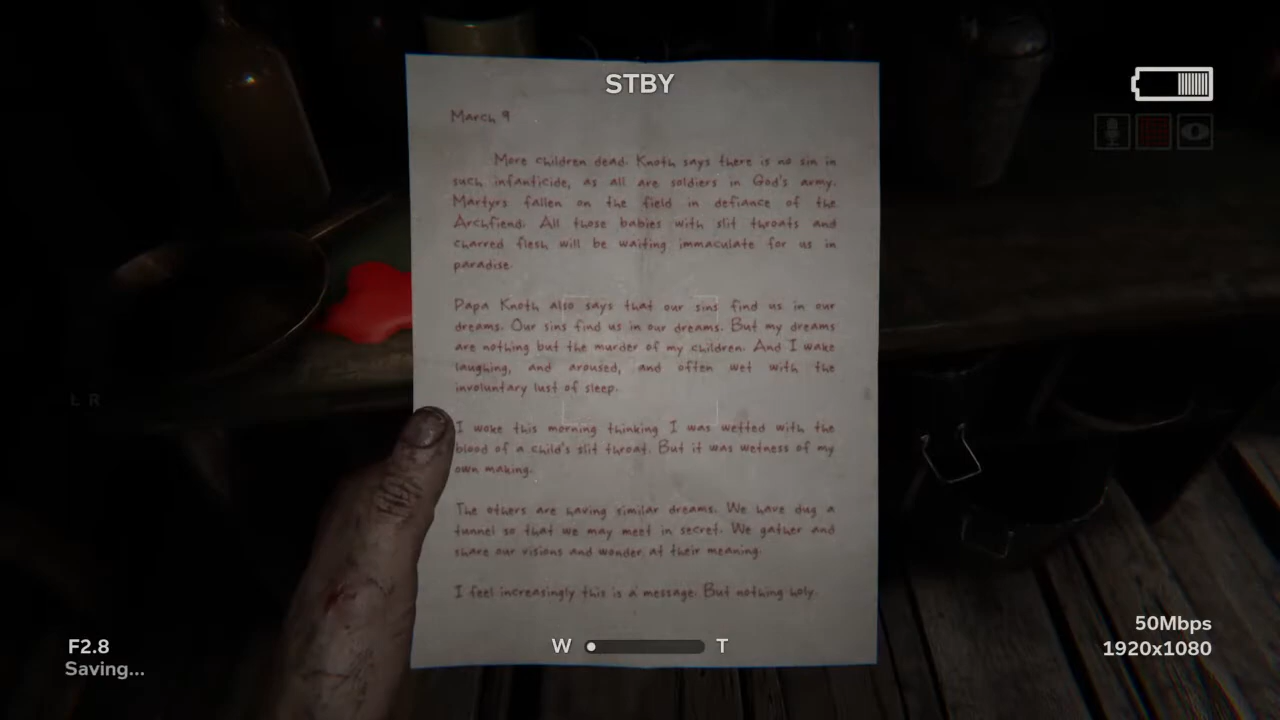 STBY
March 9
More children dead. Knoth says there is no sin in
such infanticide, as all are soldiers in God's army.
Martyrs fallen on the field in defiance of the
Archfiend. All those babies with slit throats and
charred flesh will be waiting immaculate for us in
paradise.
Papa Knoth also says that our sins find us in our
dreams. Our sins find us in our dreams. But my dreams
are nothing but the murder of my children. And I wake
laughing, and aroused, and often wet with the
involuntary lust of sleep.
I woke this morning thinking I was wetted with the
blood of a child's slit throat. But it was wetness of my
own making.
The others are having similar dreams. We have dug a
tunnel so that we may meet in secret. We gather and
share our visions and wonder at their meaning.
I feel increasingly this is a message. But nothing holy.
L R
F2.8
Saving...
W T
50Mbps
1920x1080